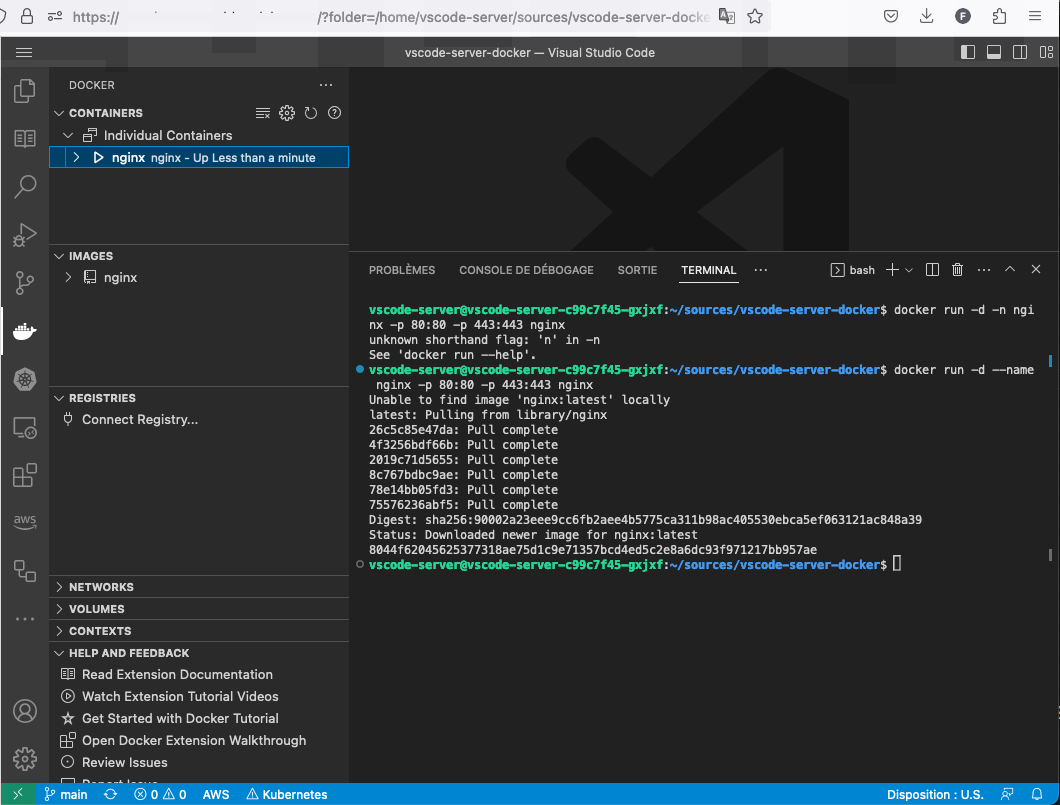 https://
/?folder=/home/vscode-server/sources/vscode-server-docke
F
vscode-server-docker — Visual Studio Code
DOCKER
CONTAINERS
Individual Containers
nginx nginx - Up Less than a minute
IMAGES
nginx
REGISTRIES
Connect Registry...
NETWORKS
VOLUMES
CONTEXTS
HELP AND FEEDBACK
Read Extension Documentation
Watch Extension Tutorial Videos
Get Started with Docker Tutorial
Open Docker Extension Walkthrough
Review Issues
Report Issue
aws
PROBLÈMES CONSOLE DE DÉBOGAGE SORTIE TERMINAL
bash
vscode-server@vscode-server-c99c7f45-gxjxf:~/sources/vscode-server-docker$ docker run -d -n ngi
nx -p 80:80 -p 443:443 nginx
unknown shorthand flag: 'n' in -n
See 'docker run --help'.
vscode-server@vscode-server-c99c7f45-gxjxf:~/sources/vscode-server-docker$ docker run -d --name
nginx -p 80:80 -p 443:443 nginx
Unable to find image 'nginx:latest' locally
latest: Pulling from library/nginx
26c5c85e47da: Pull complete
4f3256bdf66b: Pull complete
2019c71d5655: Pull complete
8c767bdbc9ae: Pull complete
78e14bb05fd3: Pull complete
75576236abf5: Pull complete
Digest: sha256:90002a23eee9cc6fb2aee4b5775ca311b98ac405530ebca5ef063121ac848a39
Status: Downloaded newer image for nginx:latest
8044f62045625377318ae75d1c9e71357bcd4ed5c2e8a6dc93f971217bb957ae
vscode-server@vscode-server-c99c7f45-gxjxf:~/sources/vscode-server-docker$
main 0 0 AWS Kubernetes
Disposition : U.S.